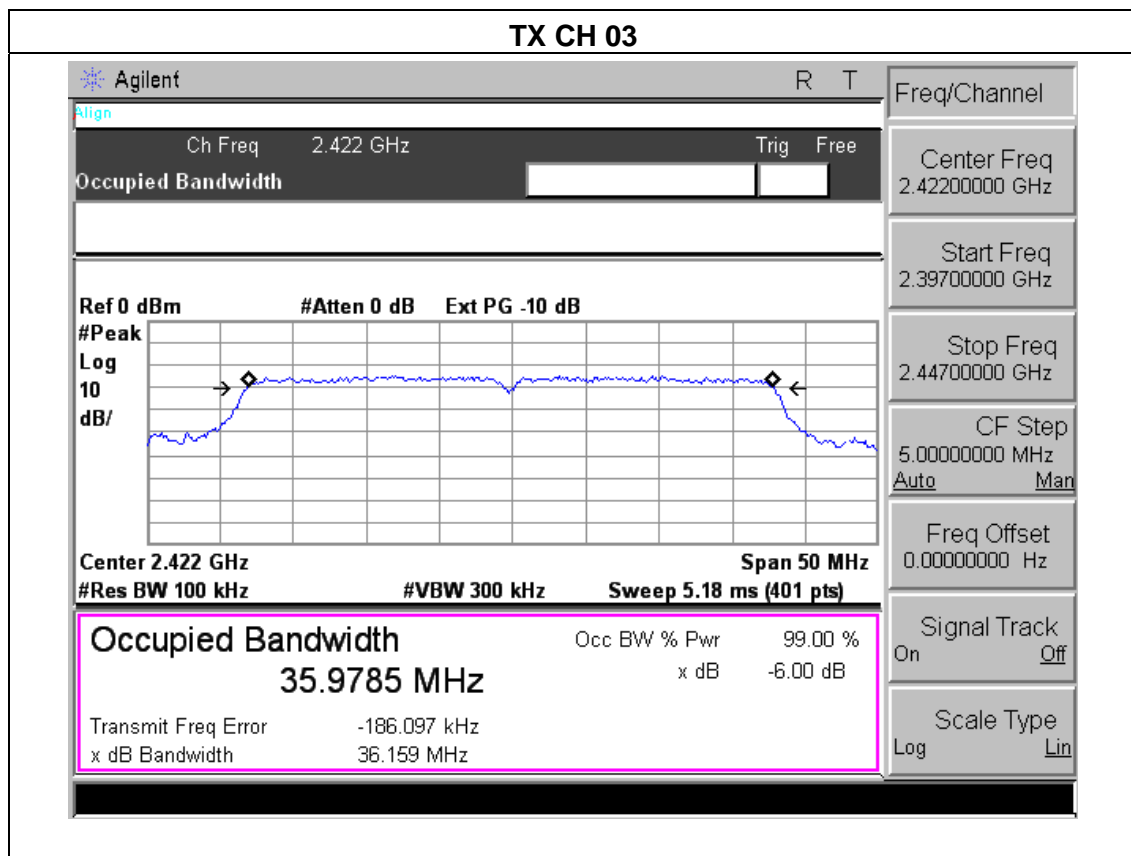 TX CH 03
Agilent R T
Align
Ch Freq 2.422 GHz Trig Free
Occupied Bandwidth
Ref 0 dBm #Atten 0 dB Ext PG -10 dB
#Peak
Log
10
dB/
Center 2.422 GHz Span 50 MHz
#Res BW 100 kHz #VBW 300 kHz Sweep 5.18 ms (401 pts)
Occupied Bandwidth Occ BW % Pwr 99.00 %
35.9785 MHz x dB -6.00 dB
Transmit Freq Error -186.097 kHz
x dB Bandwidth 36.159 MHz
Freq/Channel
Center Freq
2.42200000 GHz
Start Freq
2.39700000 GHz
Stop Freq
2.44700000 GHz
CF Step
5.00000000 MHz
Auto Man
Freq Offset
0.00000000 Hz
Signal Track
On Off
Scale Type
Log Lin